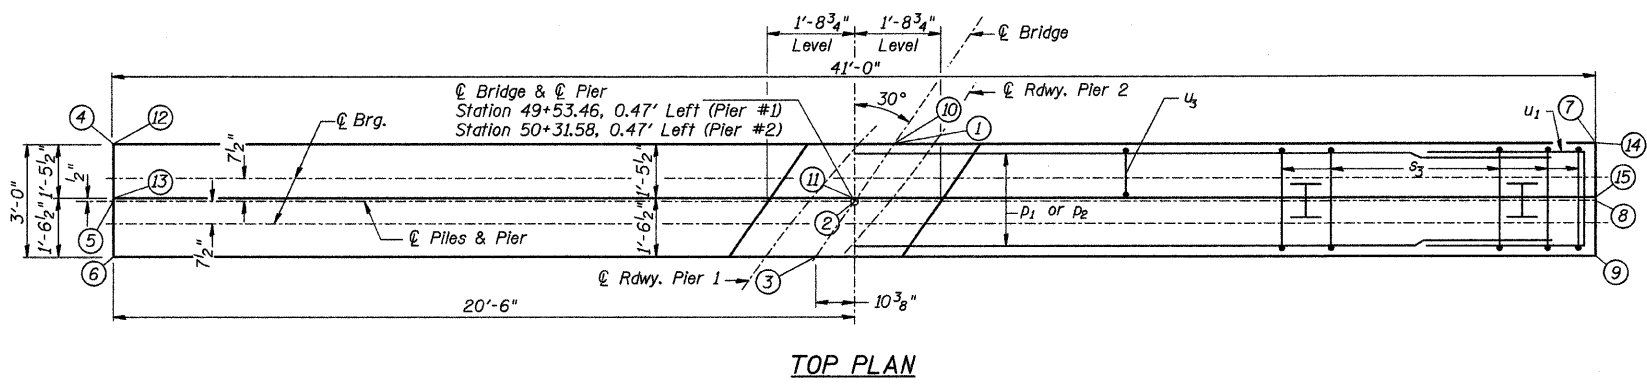 1'-8¾" 1'-8¾"
Level Level
℄ Bridge
41'-0"
℄ Bridge & ℄ Pier
Station 49+53.46, 0.47' Left (Pier #1)
Station 50+31.58, 0.47' Left (Pier #2)
30°
℄ Rdwy. Pier 2
℄ Brg.
u₃
u₁
4 12 10 1 7 14
3'-0"
1'-5½"
½"
7½"
1'-5½"
13 11 s₃ 15
5 2 p₁ or p₂ 8
1'-6½"
7½"
1'-6½"
℄ Piles & Pier
6 3 9
℄ Rdwy. Pier 1
10⅜"
20'-6"
TOP PLAN